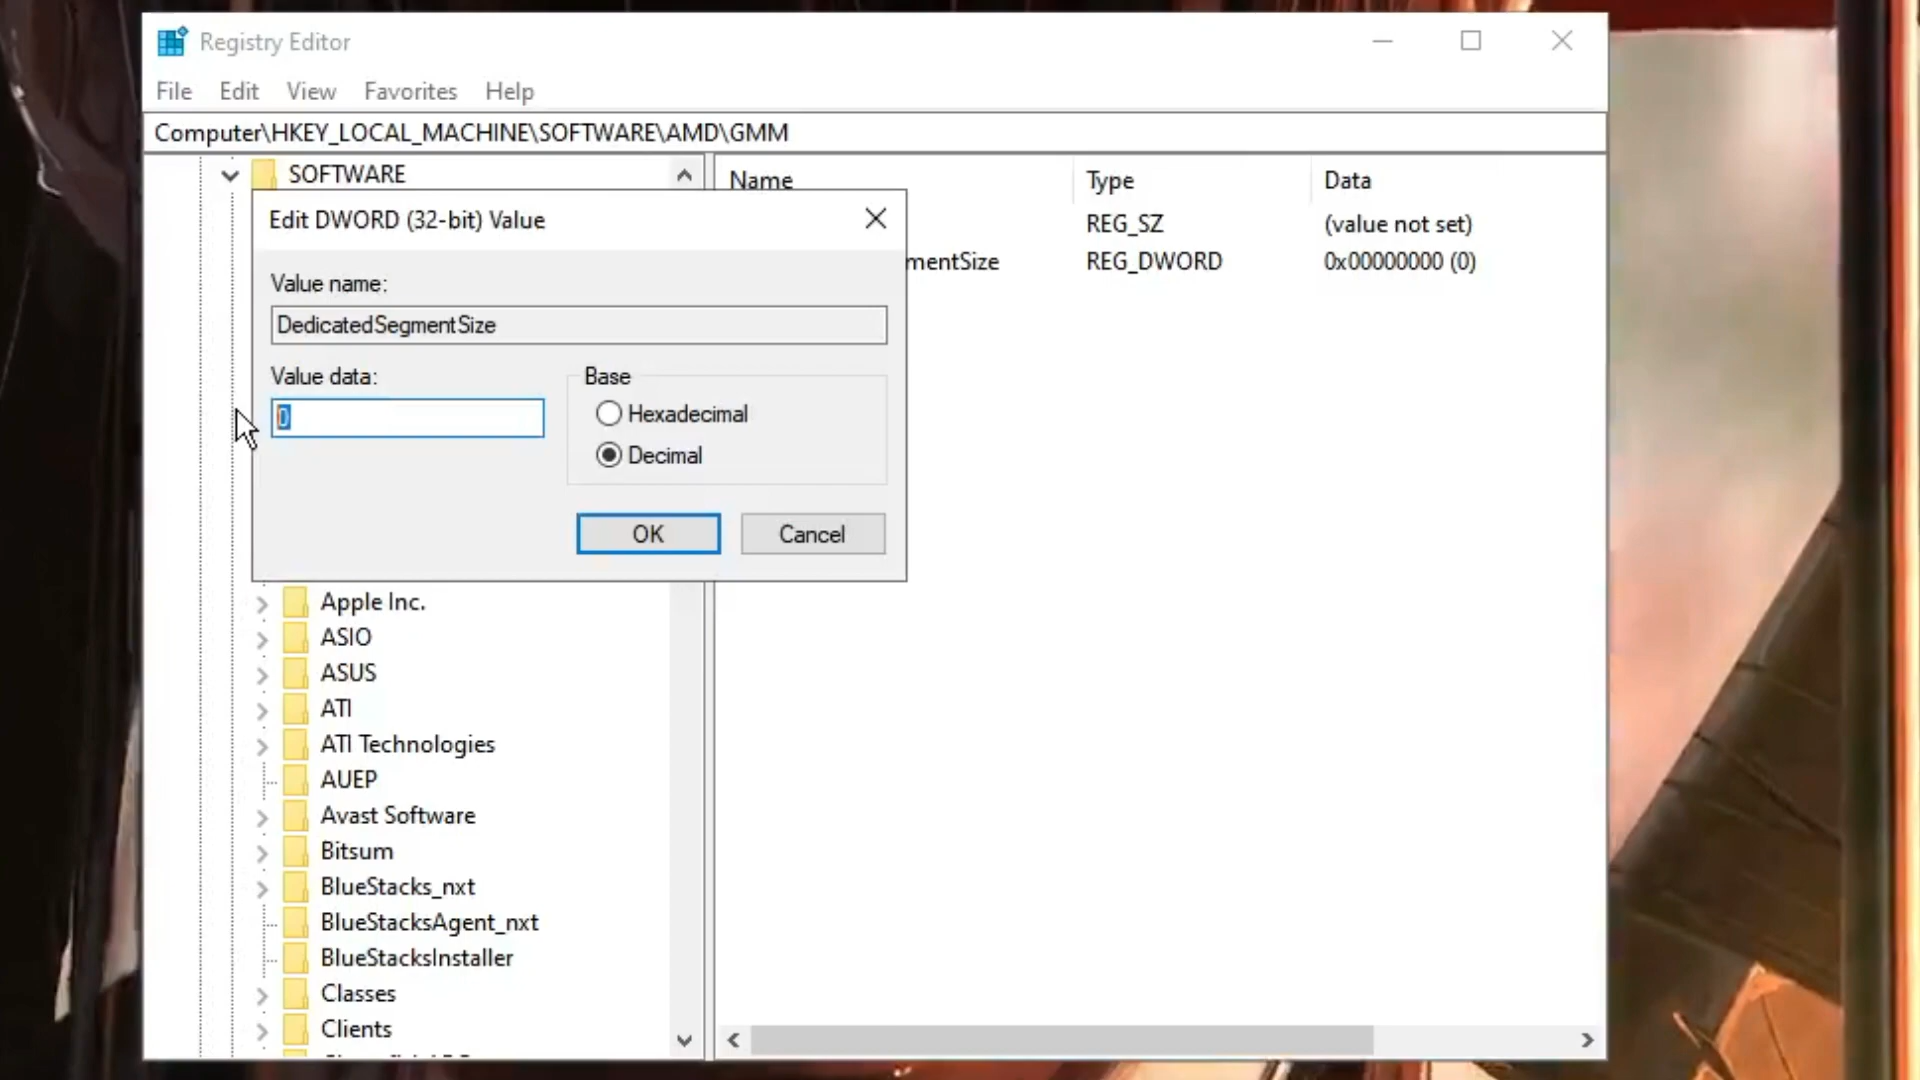 Registry Editor
File Edit View Favorites Help
Computer\HKEY_LOCAL_MACHINE\SOFTWARE\AMD\GMM
SOFTWARE
Name Type Data
REG_SZ (value not set)
mentSize REG_DWORD 0x00000000 (0)
Edit DWORD (32-bit) Value
Value name:
DedicatedSegmentSize
Value data:
0
Base
Hexadecimal
Decimal
OK Cancel
Apple Inc.
ASIO
ASUS
ATI
ATI Technologies
AUEP
Avast Software
Bitsum
BlueStacks_nxt
BlueStacksAgent_nxt
BlueStacksInstaller
Classes
Clients